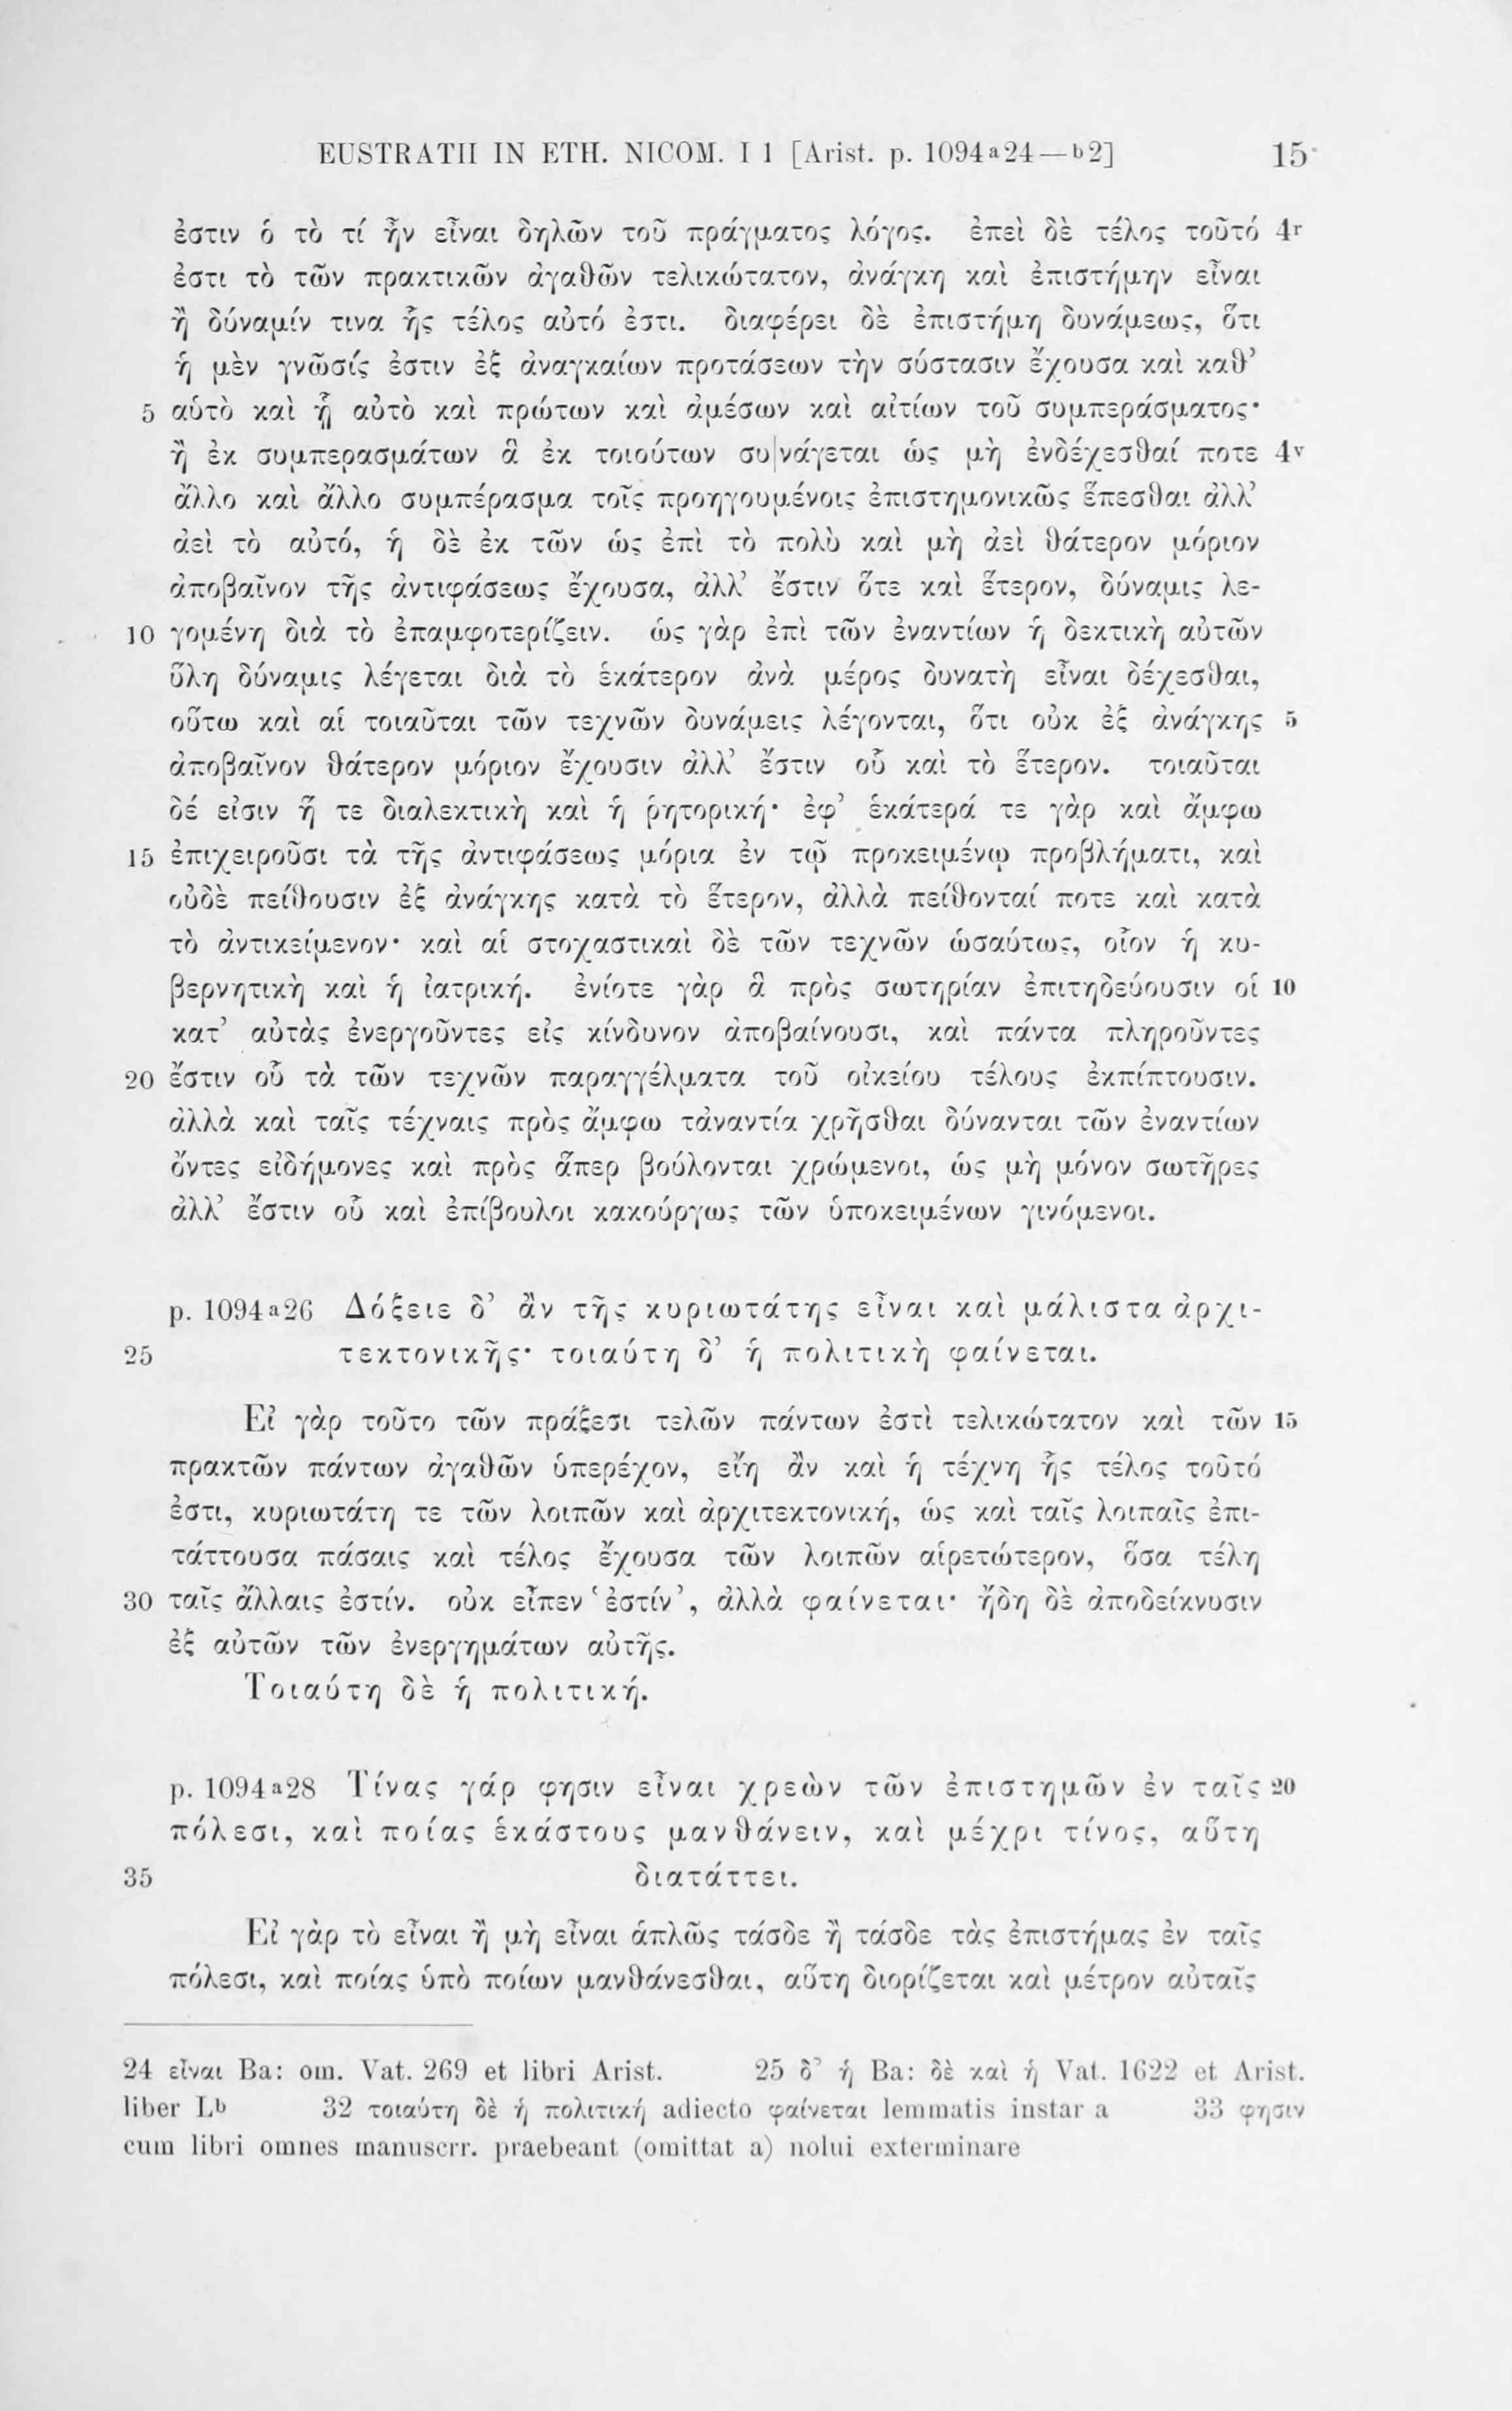 EUSTRATII IN ETH. NICOM. I 1 [Arist. p. 1094ᵃ24—ᵇ2] 15
ἐστιν ὁ τὸ τί ἦν εἶναι δηλῶν τοῦ πράγματος λόγος. ἐπεὶ δὲ τέλος τοῦτό 4ʳ
ἐστι τὸ τῶν πρακτικῶν ἀγαθῶν τελικώτατον, ἀνάγκη καὶ ἐπιστήμην εἶναι
ἢ δύναμίν τινα ἧς τέλος αὐτό ἐστι. διαφέρει δὲ ἐπιστήμη δυνάμεως, ὅτι
ἡ μὲν γνῶσίς ἐστιν ἐξ ἀναγκαίων προτάσεων τὴν σύστασιν ἔχουσα καὶ καθ’
5 αὑτὸ καὶ ᾗ αὐτὸ καὶ πρώτων καὶ ἀμέσων καὶ αἰτίων τοῦ συμπεράσματος·
ἢ ἐκ συμπερασμάτων ἃ ἐκ τοιούτων συ|νάγεται ὡς μὴ ἐνδέχεσθαί ποτε 4ᵛ
ἄλλο καὶ ἄλλο συμπέρασμα τοῖς προηγουμένοις ἐπιστημονικῶς ἕπεσθαι ἀλλ’
ἀεὶ τὸ αὐτό, ἡ δὲ ἐκ τῶν ὡς ἐπὶ τὸ πολὺ καὶ μὴ ἀεὶ θάτερον μόριον
ἀποβαῖνον τῆς ἀντιφάσεως ἔχουσα, ἀλλ’ ἔστιν ὅτε καὶ ἕτερον, δύναμις λε-
10 γομένη διὰ τὸ ἐπαμφοτερίζειν. ὡς γὰρ ἐπὶ τῶν ἐναντίων ἡ δεκτικὴ αὐτῶν
ὕλη δύναμις λέγεται διὰ τὸ ἑκάτερον ἀνὰ μέρος δυνατὴ εἶναι δέχεσθαι,
οὕτω καὶ αἱ τοιαῦται τῶν τεχνῶν δυνάμεις λέγονται, ὅτι οὐκ ἐξ ἀνάγκης 5
ἀποβαῖνον θάτερον μόριον ἔχουσιν ἀλλ’ ἔστιν οὗ καὶ τὸ ἕτερον. τοιαῦται
δέ εἰσιν ἥ τε διαλεκτικὴ καὶ ἡ ῥητορική· ἐφ’ ἑκάτερά τε γὰρ καὶ ἄμφω
15 ἐπιχειροῦσι τὰ τῆς ἀντιφάσεως μόρια ἐν τῷ προκειμένῳ προβλήματι, καὶ
οὐδὲ πείθουσιν ἐξ ἀνάγκης κατὰ τὸ ἕτερον, ἀλλὰ πείθονταί ποτε καὶ κατὰ
τὸ ἀντικείμενον· καὶ αἱ στοχαστικαὶ δὲ τῶν τεχνῶν ὡσαύτως, οἷον ἡ κυ-
βερνητικὴ καὶ ἡ ἰατρική. ἐνίοτε γὰρ ἃ πρὸς σωτηρίαν ἐπιτηδεύουσιν οἱ 10
κατ’ αὐτὰς ἐνεργοῦντες εἰς κίνδυνον ἀποβαίνουσι, καὶ πάντα πληροῦντες
20 ἔστιν οὗ τὰ τῶν τεχνῶν παραγγέλματα τοῦ οἰκείου τέλους ἐκπίπτουσιν.
ἀλλὰ καὶ ταῖς τέχναις πρὸς ἄμφω τἀναντία χρῆσθαι δύνανται τῶν ἐναντίων
ὄντες εἰδήμονες καὶ πρὸς ἅπερ βούλονται χρώμενοι, ὡς μὴ μόνον σωτῆρες
ἀλλ’ ἔστιν οὗ καὶ ἐπίβουλοι κακούργως τῶν ὑποκειμένων γινόμενοι.
p. 1094ᵃ26 Δόξειε δ’ ἂν τῆς κυριωτάτης εἶναι καὶ μάλιστα ἀρχι-
25 τεκτονικῆς· τοιαύτη δ’ ἡ πολιτικὴ φαίνεται.
Εἰ γὰρ τοῦτο τῶν πράξεσι τελῶν πάντων ἐστὶ τελικώτατον καὶ τῶν 15
πρακτῶν πάντων ἀγαθῶν ὑπερέχον, εἴη ἂν καὶ ἡ τέχνη ἧς τέλος τοῦτό
ἐστι, κυριωτάτη τε τῶν λοιπῶν καὶ ἀρχιτεκτονική, ὡς καὶ ταῖς λοιπαῖς ἐπι-
τάττουσα πάσαις καὶ τέλος ἔχουσα τῶν λοιπῶν αἱρετώτερον, ὅσα τέλη
30 ταῖς ἄλλαις ἐστίν. οὐκ εἶπεν ‘ἐστίν’, ἀλλὰ φαίνεται· ἤδη δὲ ἀποδείκνυσιν
ἐξ αὐτῶν τῶν ἐνεργημάτων αὐτῆς.
Τοιαύτη δὲ ἡ πολιτική.
p. 1094ᵃ28 Τίνας γάρ φησιν εἶναι χρεὼν τῶν ἐπιστημῶν ἐν ταῖς 20
πόλεσι, καὶ ποίας ἑκάστους μανθάνειν, καὶ μέχρι τίνος, αὕτη
35 διατάττει.
Εἰ γὰρ τὸ εἶναι ἢ μὴ εἶναι ἁπλῶς τάσδε ἢ τάσδε τὰς ἐπιστήμας ἐν ταῖς
πόλεσι, καὶ ποίας ὑπὸ ποίων μανθάνεσθαι, αὕτη διορίζεται καὶ μέτρον αὐταῖς
24 εἶναι Ba: om. Vat. 269 et libri Arist. 25 δ’ ἡ Ba: δὲ καὶ ἡ Vat. 1622 et Arist.
liber Lᵇ 32 τοιαύτη δὲ ἡ πολιτική adiecto φαίνεται lemmatis instar a 33 φησιν
cum libri omnes manuscrr. praebeant (omittat a) nolui exterminare